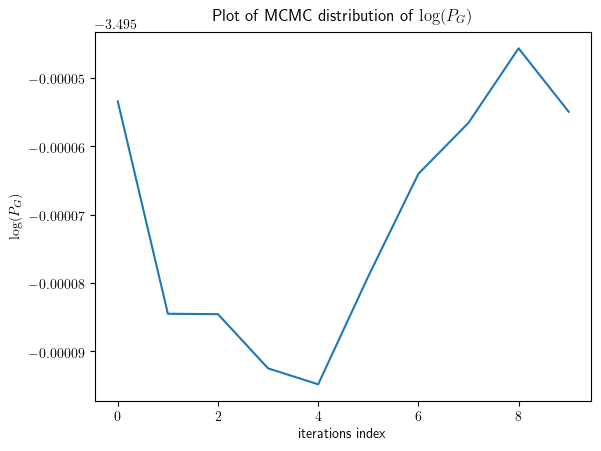 Plot of MCMC distribution of log(P_G)
−3.495
−0.00005
−0.00006
−0.00007
−0.00008
−0.00009
log(P_G)
0 2 4 6 8
iterations index